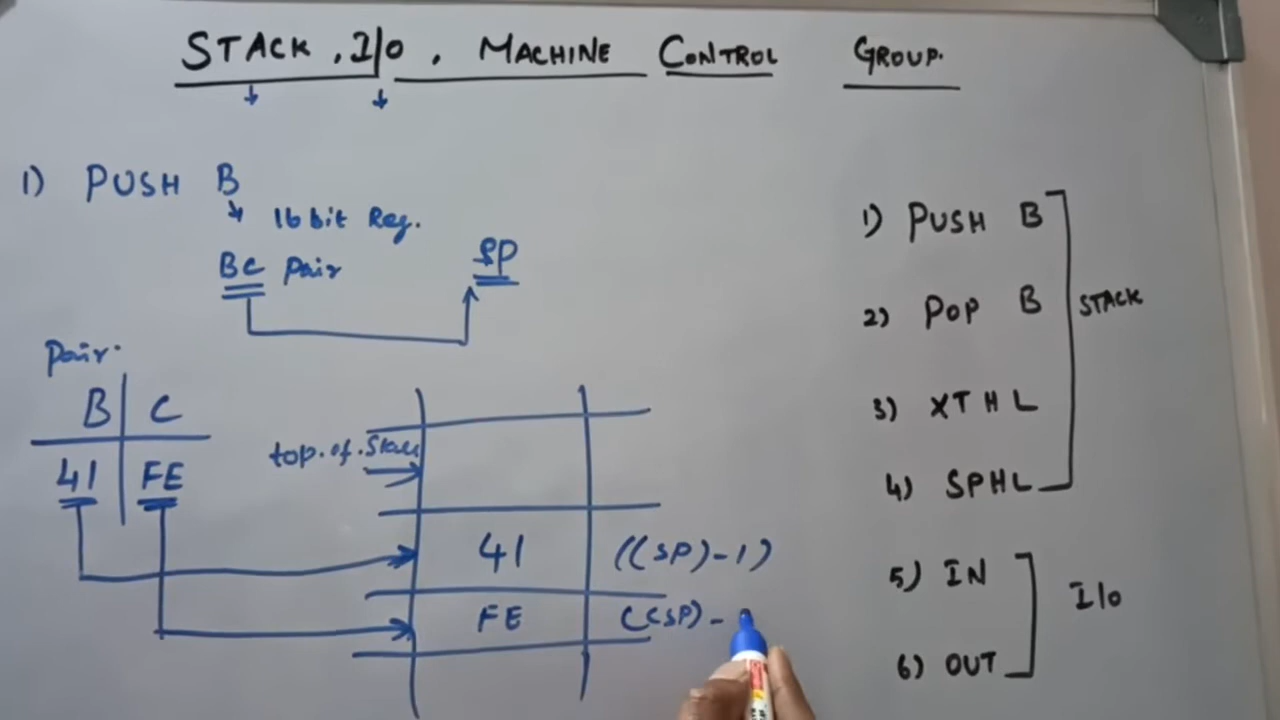 STACK, I/O, MACHINE CONTROL GROUP.
1) PUSH B
16 bit Reg.
BC Pair
SP
Pair.
B C
41 FE
top.of.Stack
41 ((SP)-1)
FE ((SP)-
1) PUSH B
2) POP B
3) XTHL
4) SPHL
STACK
5) IN
6) OUT
I/o